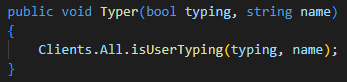 public void Typer(bool typing, string name)
{
    Clients.All.isUserTyping(typing, name);
}